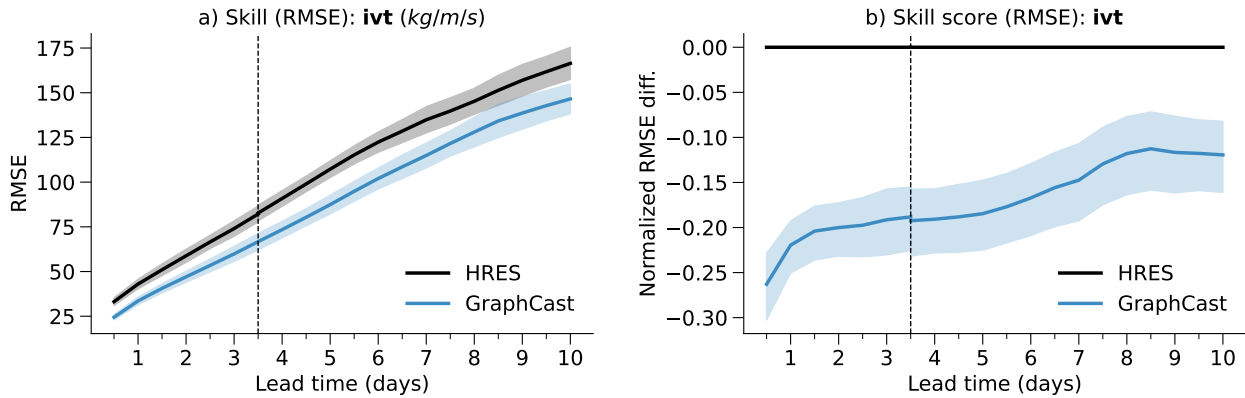 a) Skill (RMSE): ivt (kg/m/s)
RMSE
175
150
125
100
75
50
25
HRES
GraphCast
1 2 3 4 5 6 7 8 9 10
Lead time (days)
b) Skill score (RMSE): ivt
Normalized RMSE diff.
0.00
−0.05
−0.10
−0.15
−0.20
−0.25
−0.30
HRES
GraphCast
1 2 3 4 5 6 7 8 9 10
Lead time (days)